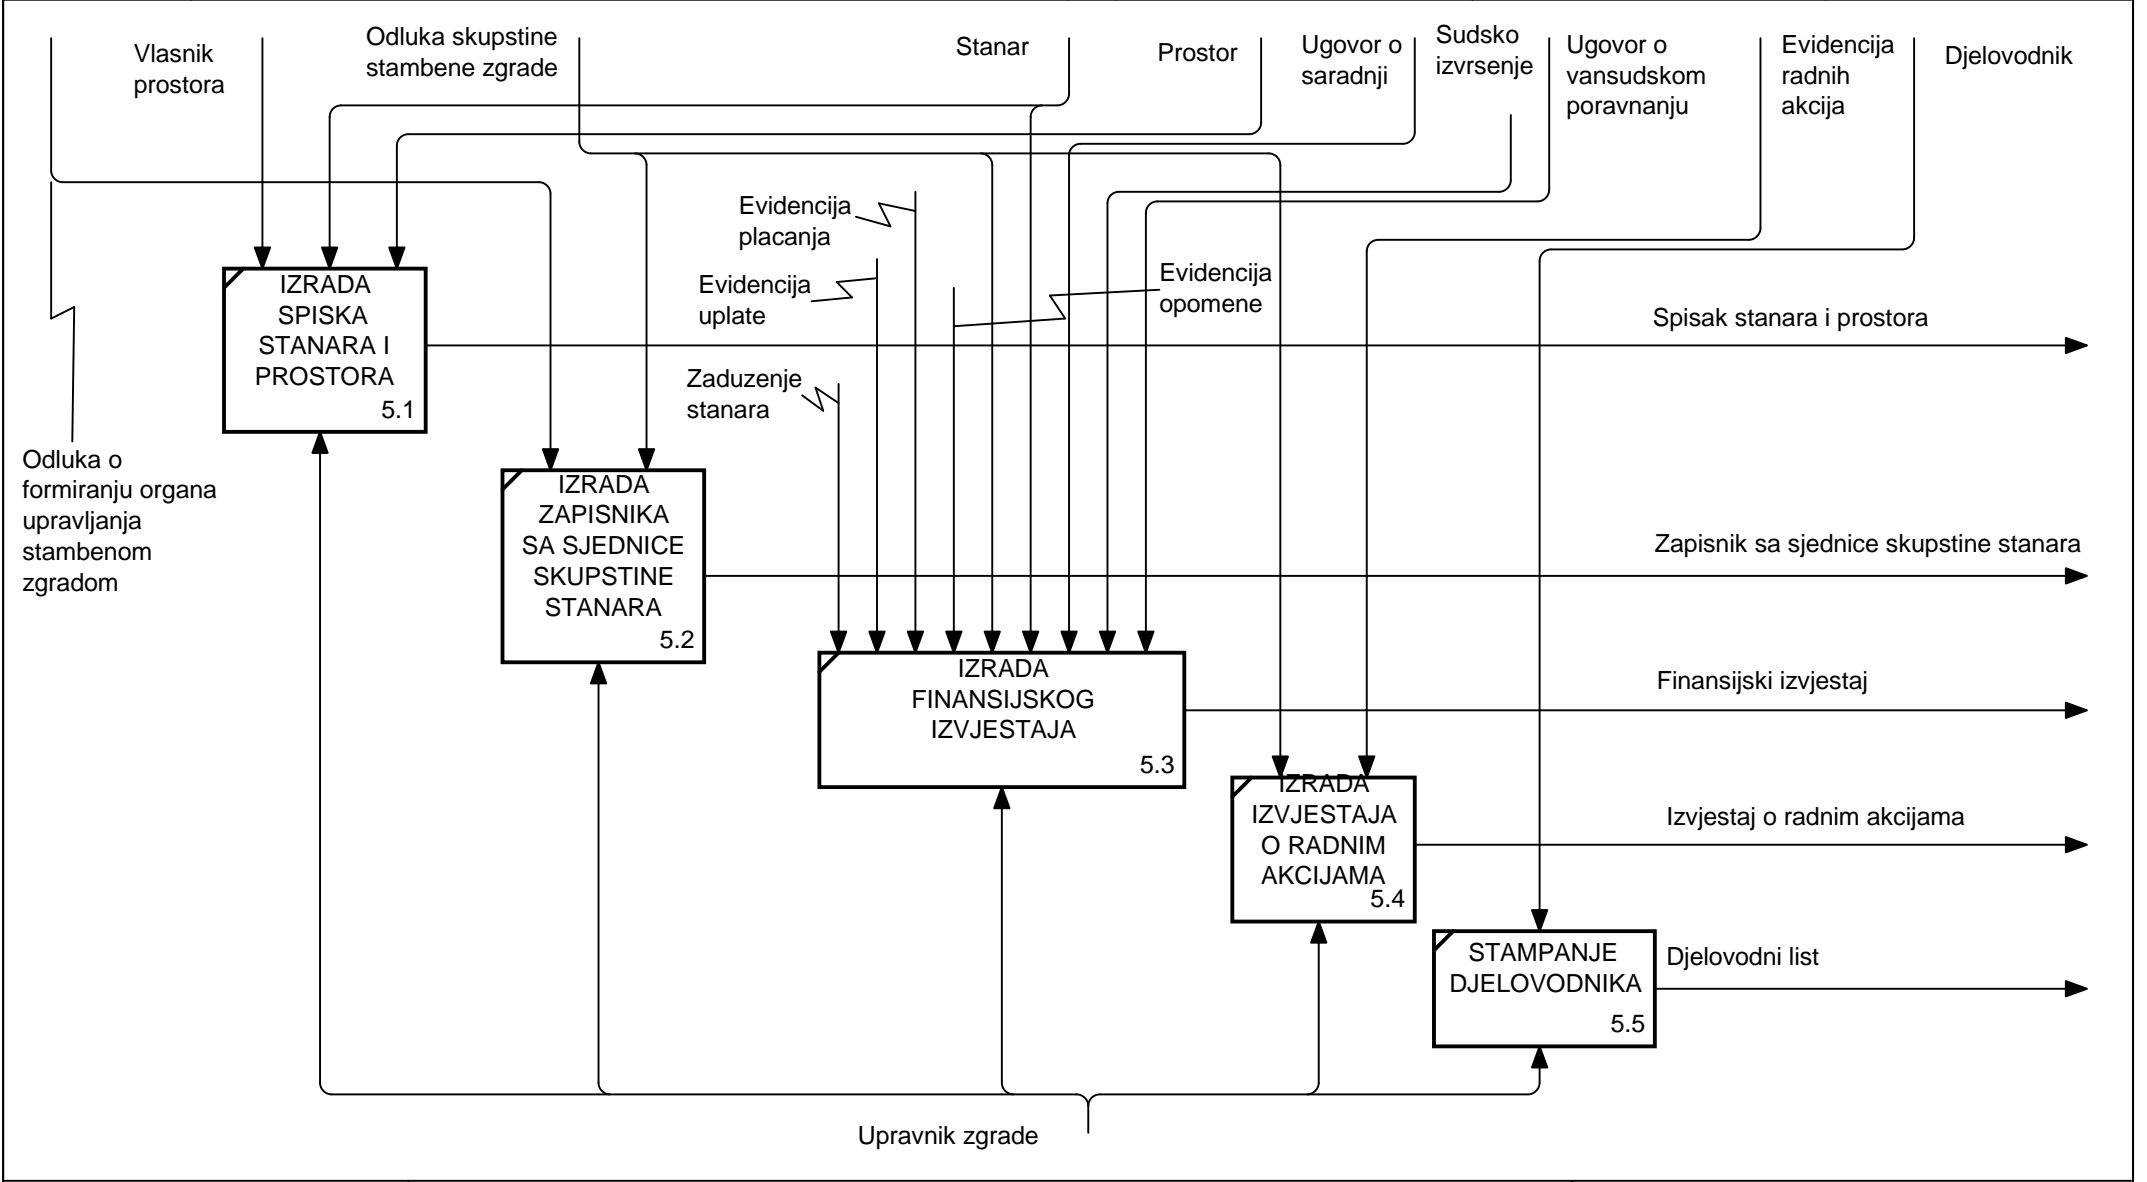 Vlasnik
prostora
Odluka skupstine
stambene zgrade
Stanar
Prostor
Ugovor o
saradnji
Sudsko
izvrsenje
Ugovor o
vansudskom
poravnanju
Evidencija
radnih
akcija
Djelovodnik
Evidencija
placanja
Evidencija
uplate
Evidencija
opomene
Zaduzenje
stanara
IZRADA
SPISKA
STANARA I
PROSTORA
5.1
Spisak stanara i prostora
Odluka o
formiranju organa
upravljanja
stambenom
zgradom
IZRADA
ZAPISNIKA
SA SJEDNICE
SKUPSTINE
STANARA
5.2
Zapisnik sa sjednice skupstine stanara
IZRADA
FINANSIJSKOG
IZVJESTAJA
5.3
Finansijski izvjestaj
IZRADA
IZVJESTAJA
O RADNIM
AKCIJAMA
5.4
Izvjestaj o radnim akcijama
STAMPANJE
DJELOVODNIKA
5.5
Djelovodni list
Upravnik zgrade